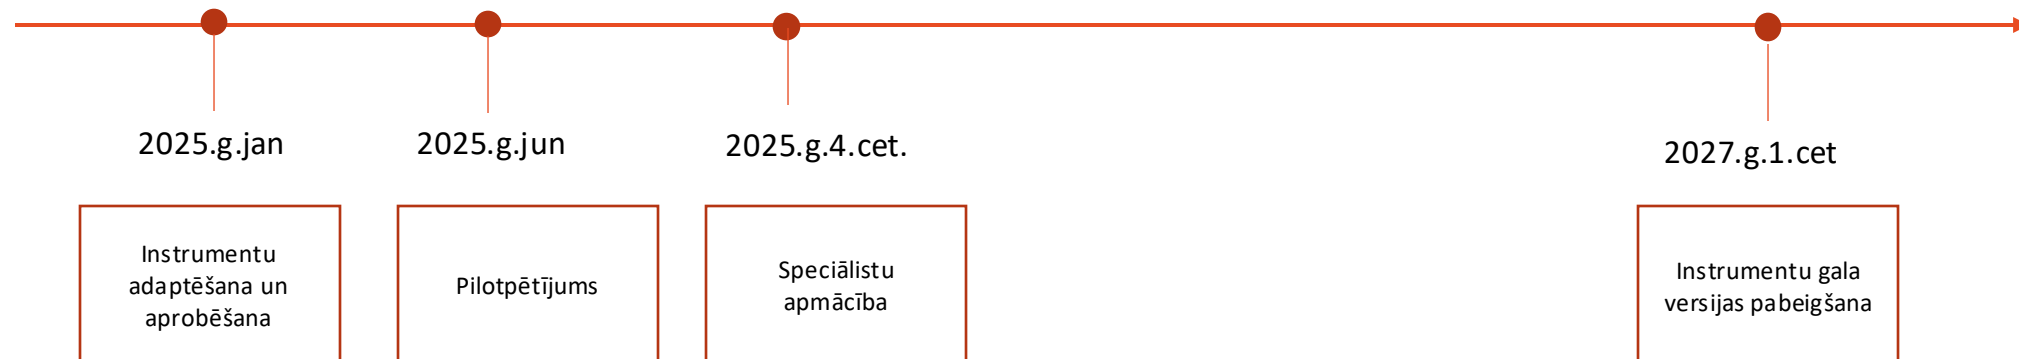 2025.g.jan
2025.g.jun
2025.g.4.cet.
2027.g.1.cet
Instrumentu
adaptēšana un
aprobēšana
Pilotpētījums
Speciālistu
apmācība
Instrumentu gala
versijas pabeigšana